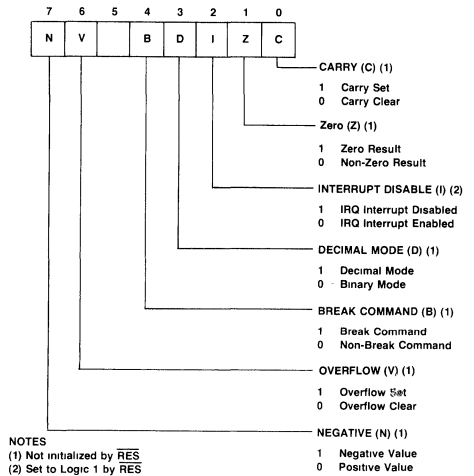 7 6 5 4 3 2 1 0
N V B D I Z C
CARRY (C) (1)
1 Carry Set
0 Carry Clear
Zero (Z) (1)
1 Zero Result
0 Non-Zero Result
INTERRUPT DISABLE (I) (2)
1 IRQ Interrupt Disabled
0 IRQ Interrupt Enabled
DECIMAL MODE (D) (1)
1 Decimal Mode
0 Binary Mode
BREAK COMMAND (B) (1)
1 Break Command
0 Non-Break Command
OVERFLOW (V) (1)
1 Overflow Set
0 Overflow Clear
NEGATIVE (N) (1)
1 Negative Value
0 Positive Value
NOTES
(1) Not initialized by RES
(2) Set to Logic 1 by RES